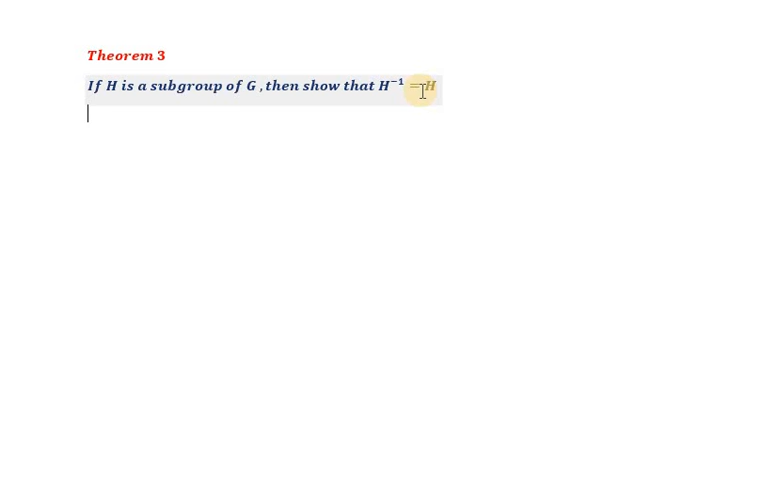 Theorem 3
If H is a subgroup of G ,then show that H⁻¹ = H